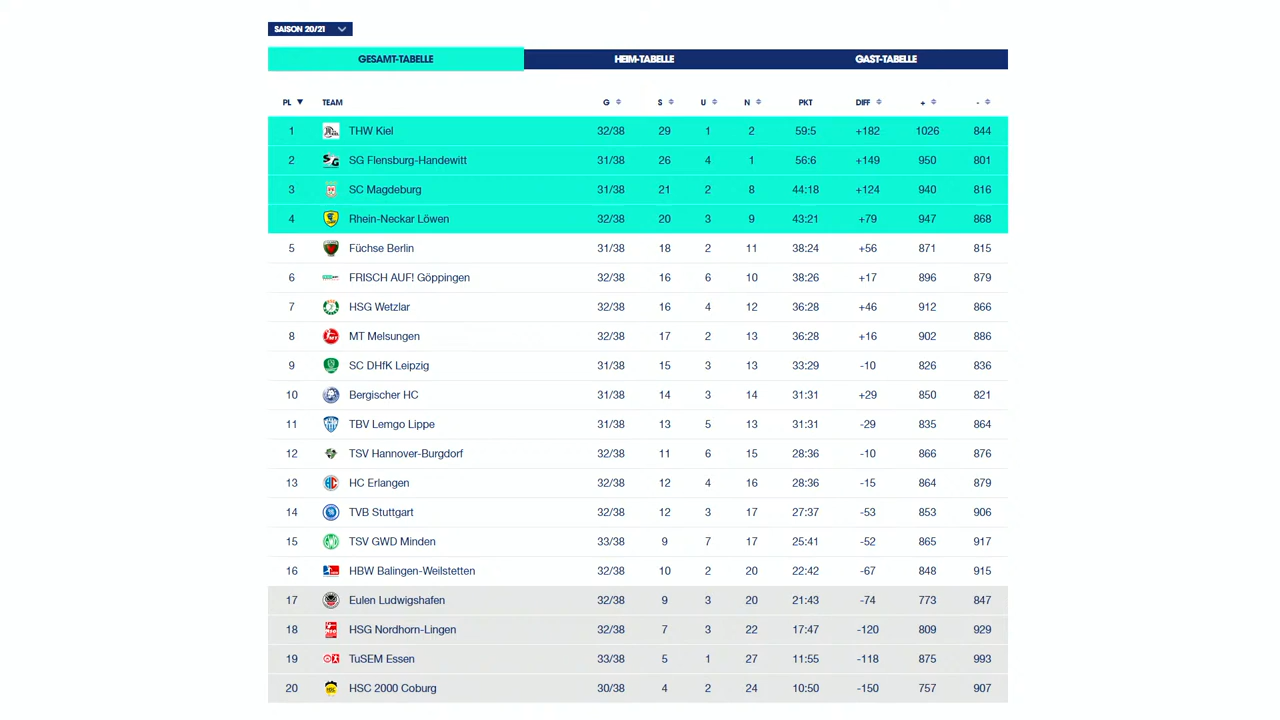 SAISON 20/21
GESAMT-TABELLE HEIM-TABELLE GAST-TABELLE
PL TEAM G S U N PKT DIFF + -
1 THW Kiel 32/38 29 1 2 59:5 +182 1026 844
2 SG Flensburg-Handewitt 31/38 26 4 1 56:6 +149 950 801
3 SC Magdeburg 31/38 21 2 8 44:18 +124 940 816
4 Rhein-Neckar Löwen 32/38 20 3 9 43:21 +79 947 868
5 Füchse Berlin 31/38 18 2 11 38:24 +56 871 815
6 FRISCH AUF! Göppingen 32/38 16 6 10 38:26 +17 896 879
7 HSG Wetzlar 32/38 16 4 12 36:28 +46 912 866
8 MT Melsungen 32/38 17 2 13 36:28 +16 902 886
9 SC DHfK Leipzig 31/38 15 3 13 33:29 -10 826 836
10 Bergischer HC 31/38 14 3 14 31:31 +29 850 821
11 TBV Lemgo Lippe 31/38 13 5 13 31:31 -29 835 864
12 TSV Hannover-Burgdorf 32/38 11 6 15 28:36 -10 866 876
13 HC Erlangen 32/38 12 4 16 28:36 -15 864 879
14 TVB Stuttgart 32/38 12 3 17 27:37 -53 853 906
15 TSV GWD Minden 33/38 9 7 17 25:41 -52 865 917
16 HBW Balingen-Weilstetten 32/38 10 2 20 22:42 -67 848 915
17 Eulen Ludwigshafen 32/38 9 3 20 21:43 -74 773 847
18 HSG Nordhorn-Lingen 32/38 7 3 22 17:47 -120 809 929
19 TuSEM Essen 33/38 5 1 27 11:55 -118 875 993
20 HSC 2000 Coburg 30/38 4 2 24 10:50 -150 757 907